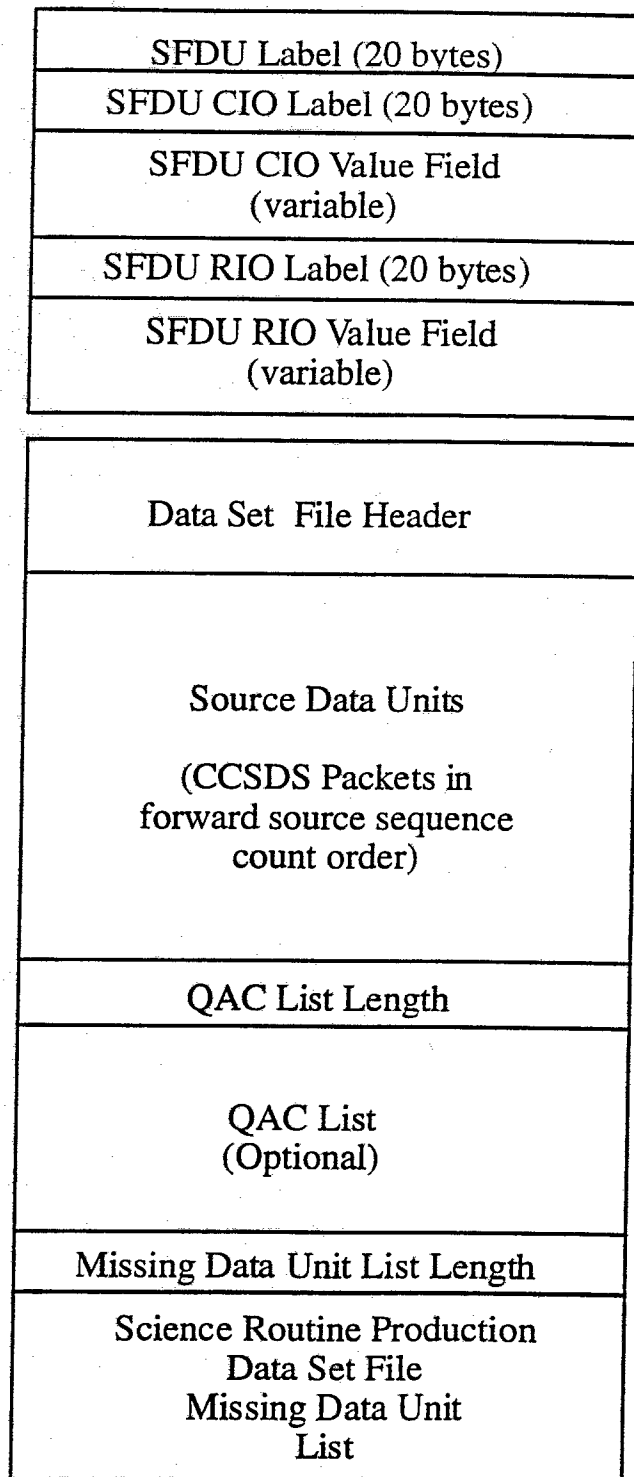 SFDU Label (20 bytes)
SFDU CIO Label (20 bytes)
SFDU CIO Value Field
(variable)
SFDU RIO Label (20 bytes)
SFDU RIO Value Field
(variable)
Data Set File Header
Source Data Units
(CCSDS Packets in
forward source sequence
count order)
QAC List Length
QAC List
(Optional)
Missing Data Unit List Length
Science Routine Production
Data Set File
Missing Data Unit
List